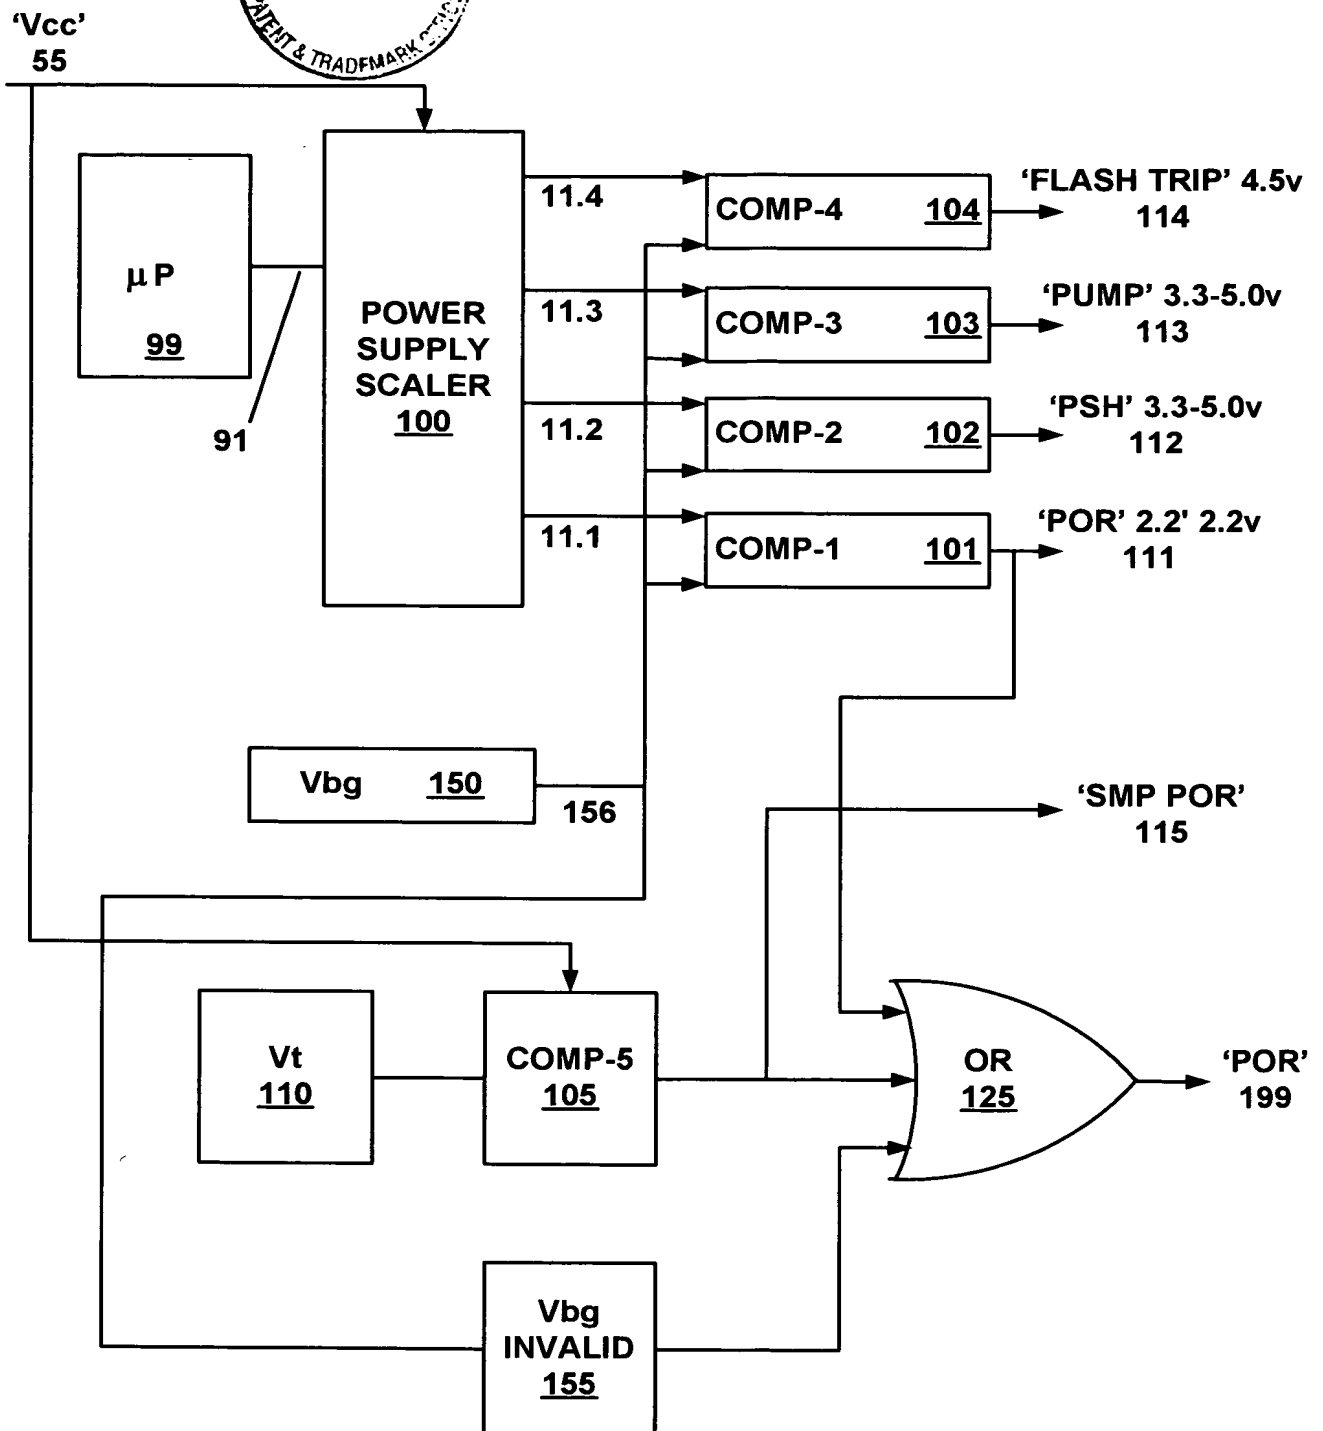 'Vcc'
55
PATENT & TRADEMARK OFFIC
µP
99
91
POWER
SUPPLY
SCALER
100
11.4
11.3
11.2
11.1
COMP-4 104
COMP-3 103
COMP-2 102
COMP-1 101
'FLASH TRIP' 4.5v
114
'PUMP' 3.3-5.0v
113
'PSH' 3.3-5.0v
112
'POR' 2.2' 2.2v
111
Vbg 150
156
'SMP POR'
115
Vt
110
COMP-5
105
OR
125
'POR'
199
Vbg
INVALID
155